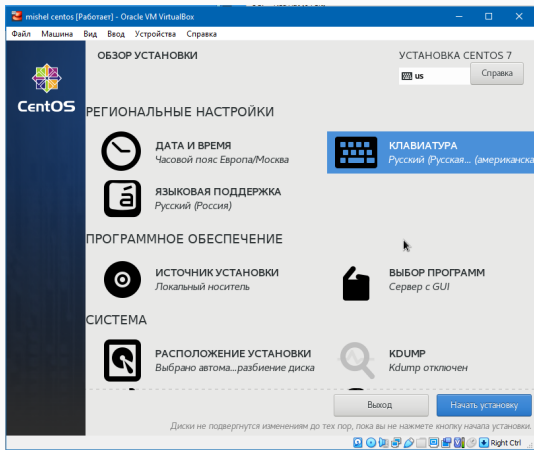 mishel centos [Работает] - Oracle VM VirtualBox
Файл Машина Вид Ввод Устройства Справка
CentOS
ОБЗОР УСТАНОВКИ
УСТАНОВКА CENTOS 7
us
Справка
РЕГИОНАЛЬНЫЕ НАСТРОЙКИ
ДАТА И ВРЕМЯ
Часовой пояс Европа/Москва
КЛАВИАТУРА
Русский (Русская... (американска
ЯЗЫКОВАЯ ПОДДЕРЖКА
Русский (Россия)
ПРОГРАММНОЕ ОБЕСПЕЧЕНИЕ
ИСТОЧНИК УСТАНОВКИ
Локальный носитель
ВЫБОР ПРОГРАММ
Сервер с GUI
СИСТЕМА
РАСПОЛОЖЕНИЕ УСТАНОВКИ
Выбрано автома...разбиение диска
KDUMP
Kdump отключен
Выход
Начать установку
Диски не подвергнутся изменениям до тех пор, пока вы не нажмете кнопку начала установки.
Right Ctrl